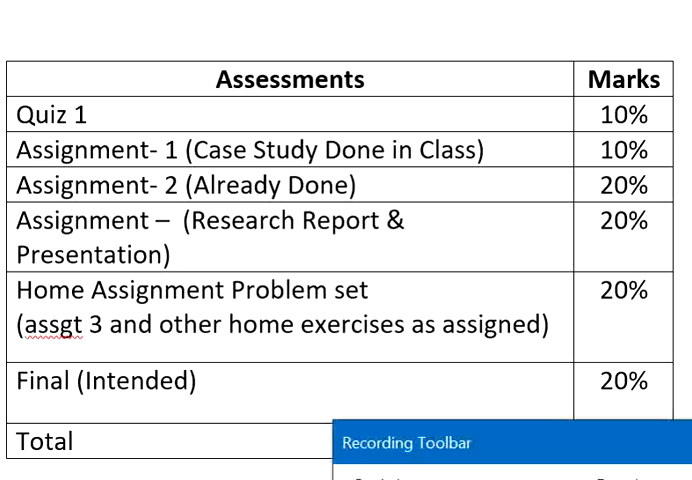 Assessments Marks
Quiz 1 10%
Assignment- 1 (Case Study Done in Class) 10%
Assignment- 2 (Already Done) 20%
Assignment – (Research Report & 20%
Presentation)
Home Assignment Problem set 20%
(assgt 3 and other home exercises as assigned)
Final (Intended) 20%
Total
Recording Toolbar